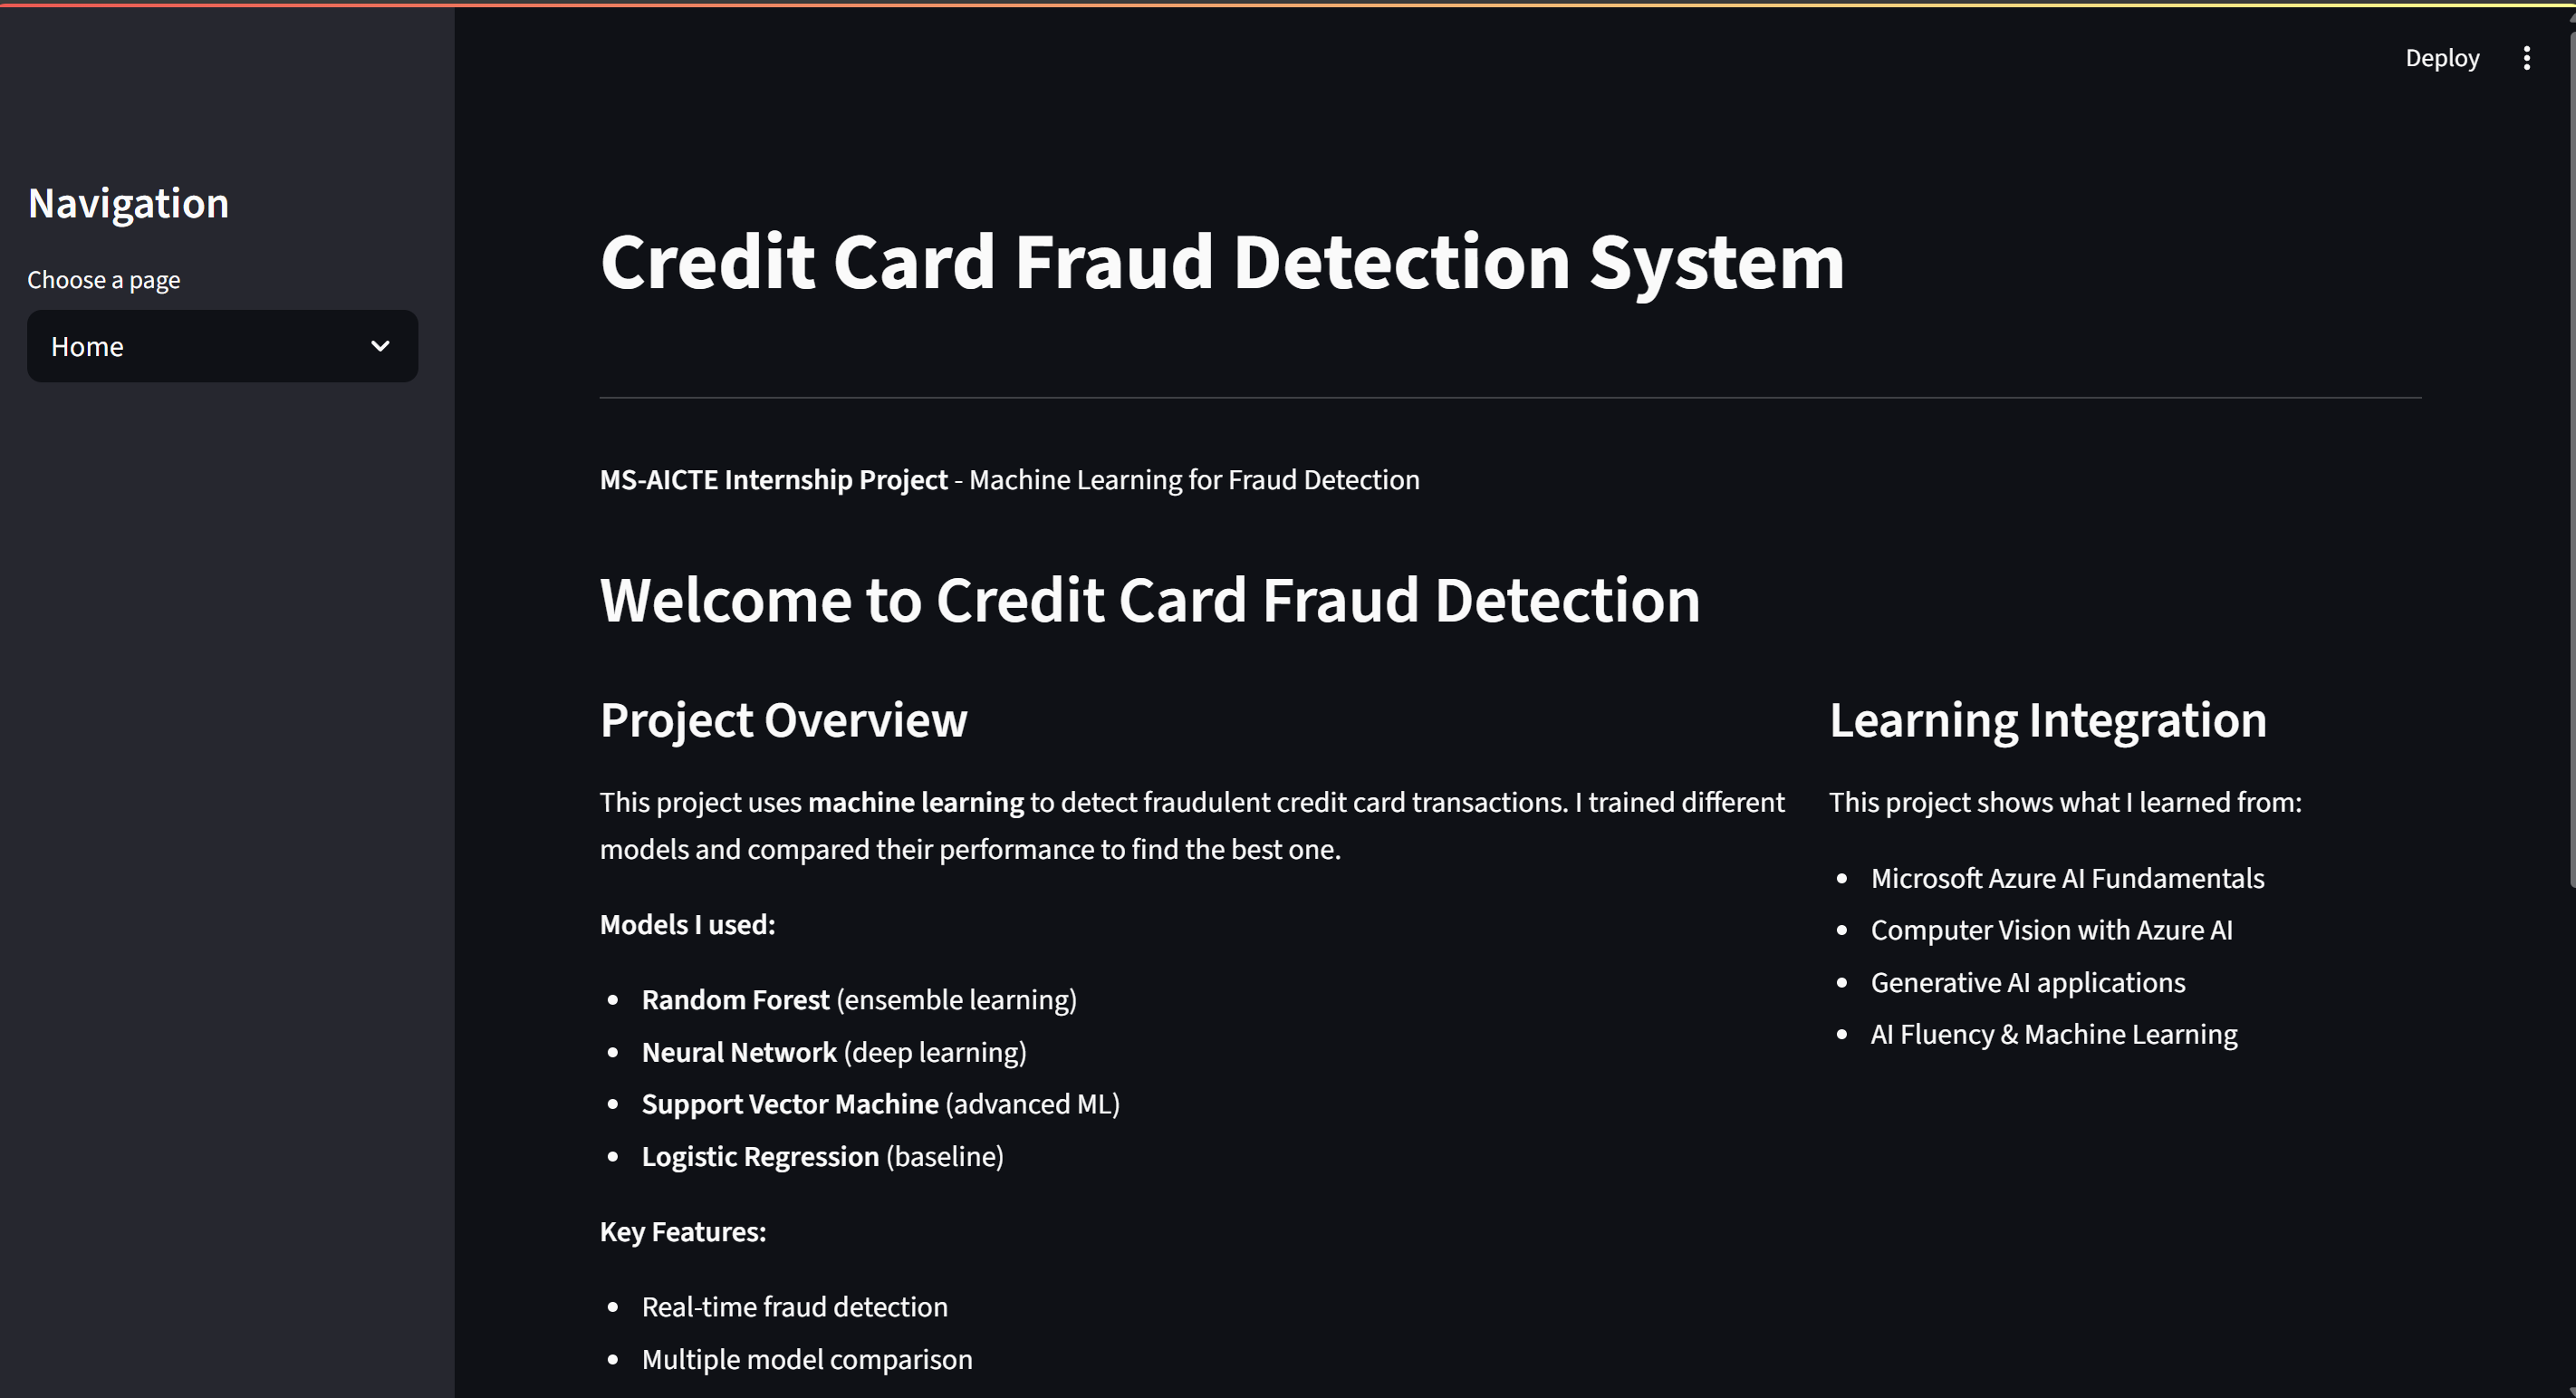 Deploy
Navigation
Choose a page
Home
Credit Card Fraud Detection System
MS-AICTE Internship Project - Machine Learning for Fraud Detection
Welcome to Credit Card Fraud Detection
Project Overview
This project uses machine learning to detect fraudulent credit card transactions. I trained different
models and compared their performance to find the best one.
Models I used:
Random Forest (ensemble learning)
Neural Network (deep learning)
Support Vector Machine (advanced ML)
Logistic Regression (baseline)
Key Features:
Real-time fraud detection
Multiple model comparison
Learning Integration
This project shows what I learned from:
Microsoft Azure AI Fundamentals
Computer Vision with Azure AI
Generative AI applications
AI Fluency & Machine Learning